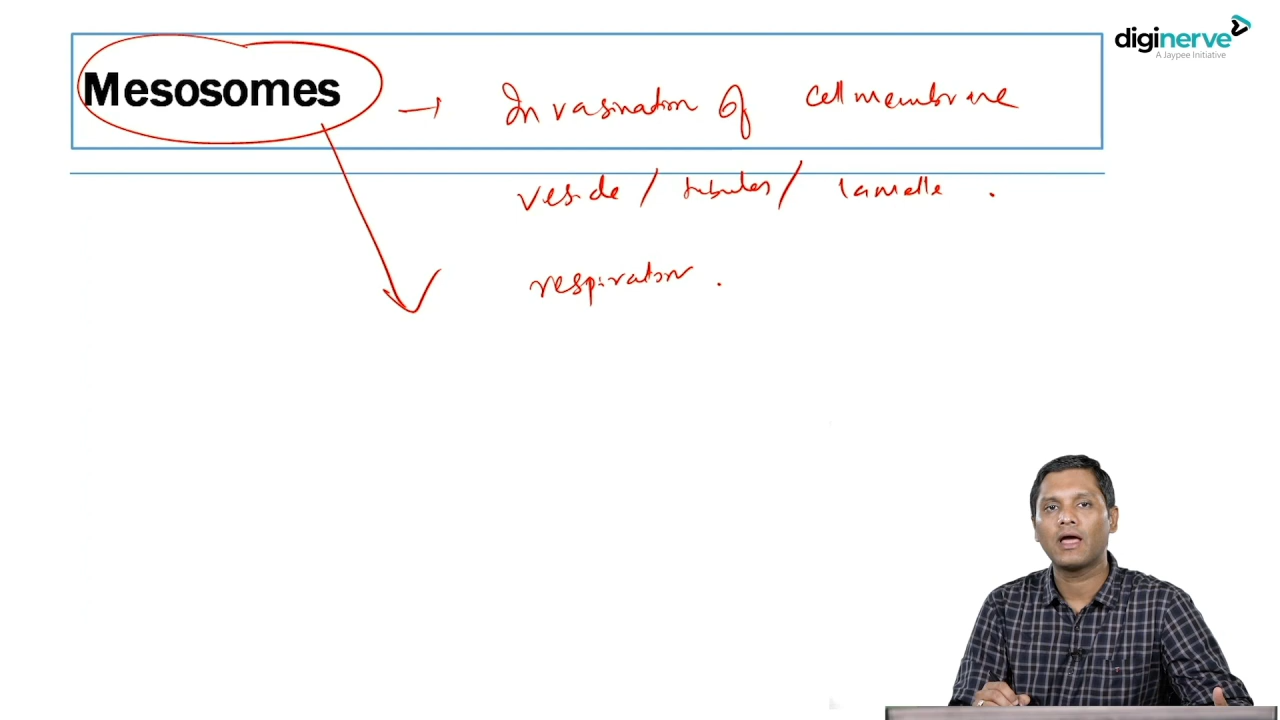 diginerve
A Jaypee Initiative
Mesosomes → Invasination of cell membrane
vesicle / tubules / lamelle .
respiration .